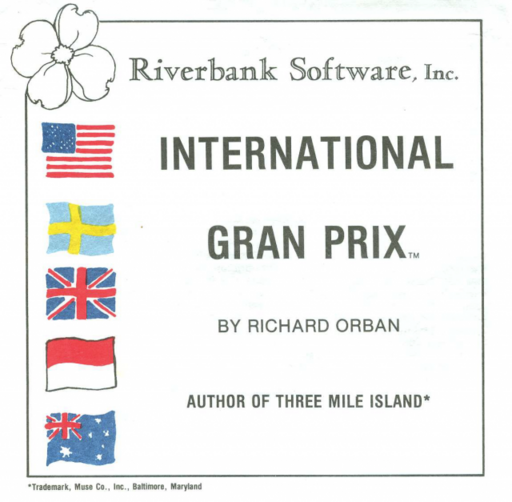 Riverbank Software, Inc.
INTERNATIONAL
GRAN PRIX™
BY RICHARD ORBAN
AUTHOR OF THREE MILE ISLAND*
*Trademark, Muse Co., Inc., Baltimore, Maryland